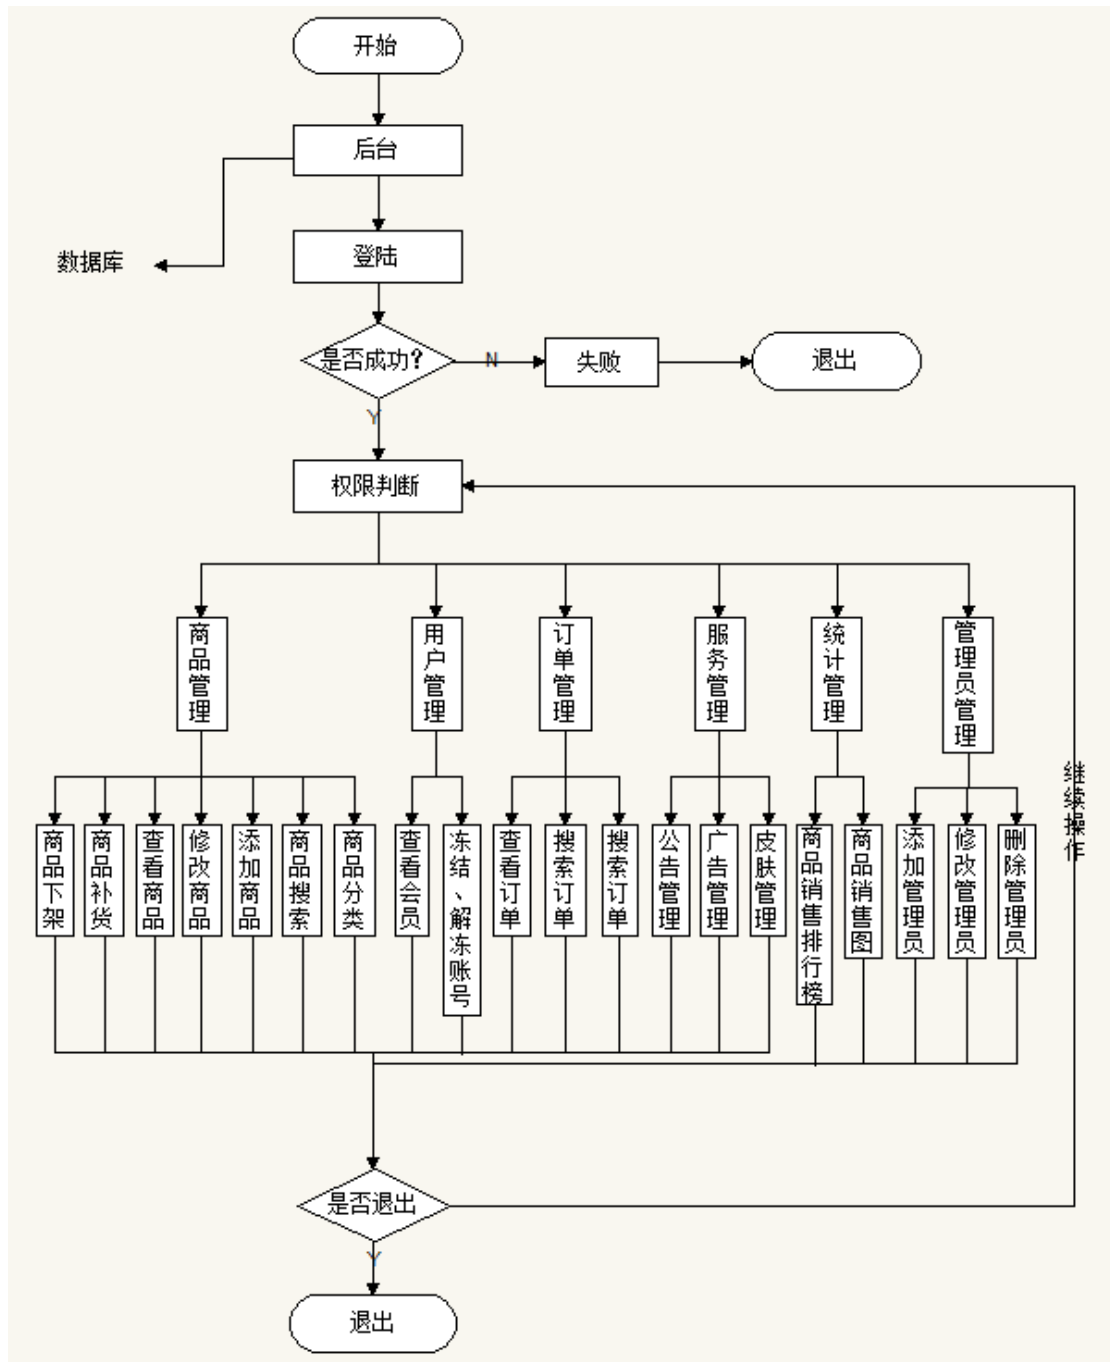 开始
后台
数据库
登陆
是否成功?
N
失败
退出
Y
权限判断
商品管理
用户管理
订单管理
服务管理
统计管理
管理员管理
继续操作
商品下架
商品补货
查看商品
修改商品
添加商品
商品搜索
商品分类
查看会员
冻结、解冻账号
查看订单
搜索订单
搜索订单
公告管理
广告管理
皮肤管理
商品销售排行榜
商品销售图
添加管理员
修改管理员
删除管理员
是否退出
Y
退出